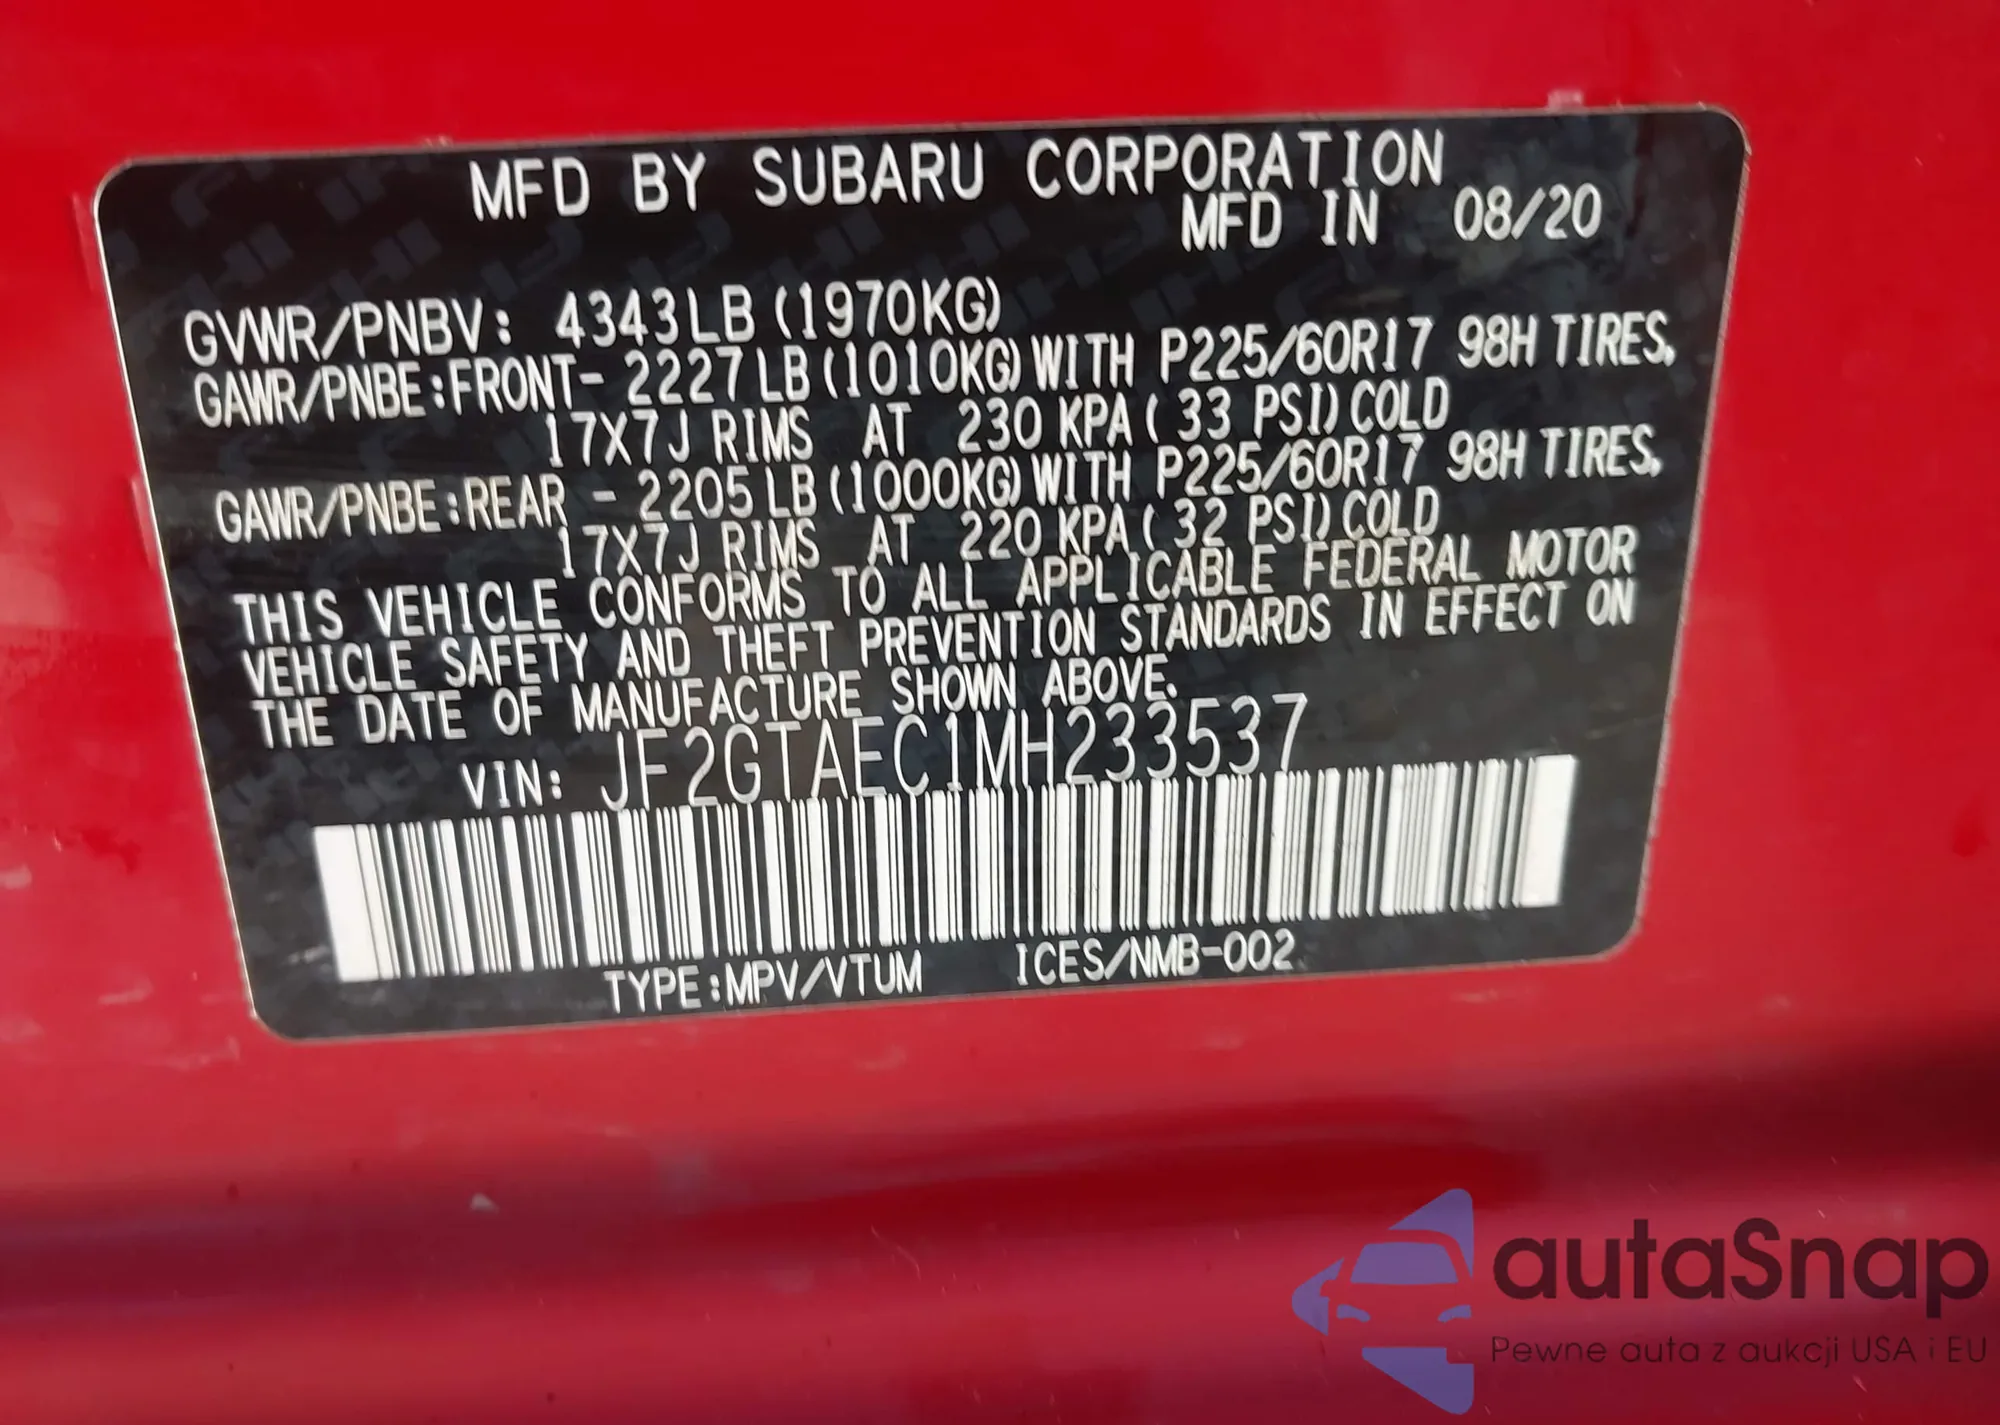 MFD BY SUBARU CORPORATION
MFD IN 08/20
GVWR/PNBV: 4343LB (1970KG)
GAWR/PNBE:FRONT- 2227LB (1010KG) WITH P225/60R17 98H TIRES,
17X7J RIMS AT 230 KPA ( 33 PSI) COLD
GAWR/PNBE:REAR - 2205LB (1000KG) WITH P225/60R17 98H TIRES,
17X7J RIMS AT 220 KPA ( 32 PSI) COLD
THIS VEHICLE CONFORMS TO ALL APPLICABLE FEDERAL MOTOR
VEHICLE SAFETY AND THEFT PREVENTION STANDARDS IN EFFECT ON
THE DATE OF MANUFACTURE SHOWN ABOVE.
VIN: JF2GTAEC1MH233537
TYPE:MPV/VTUM ICES/NMB-002
autaSnap
Pewne auta z aukcji USA i EU